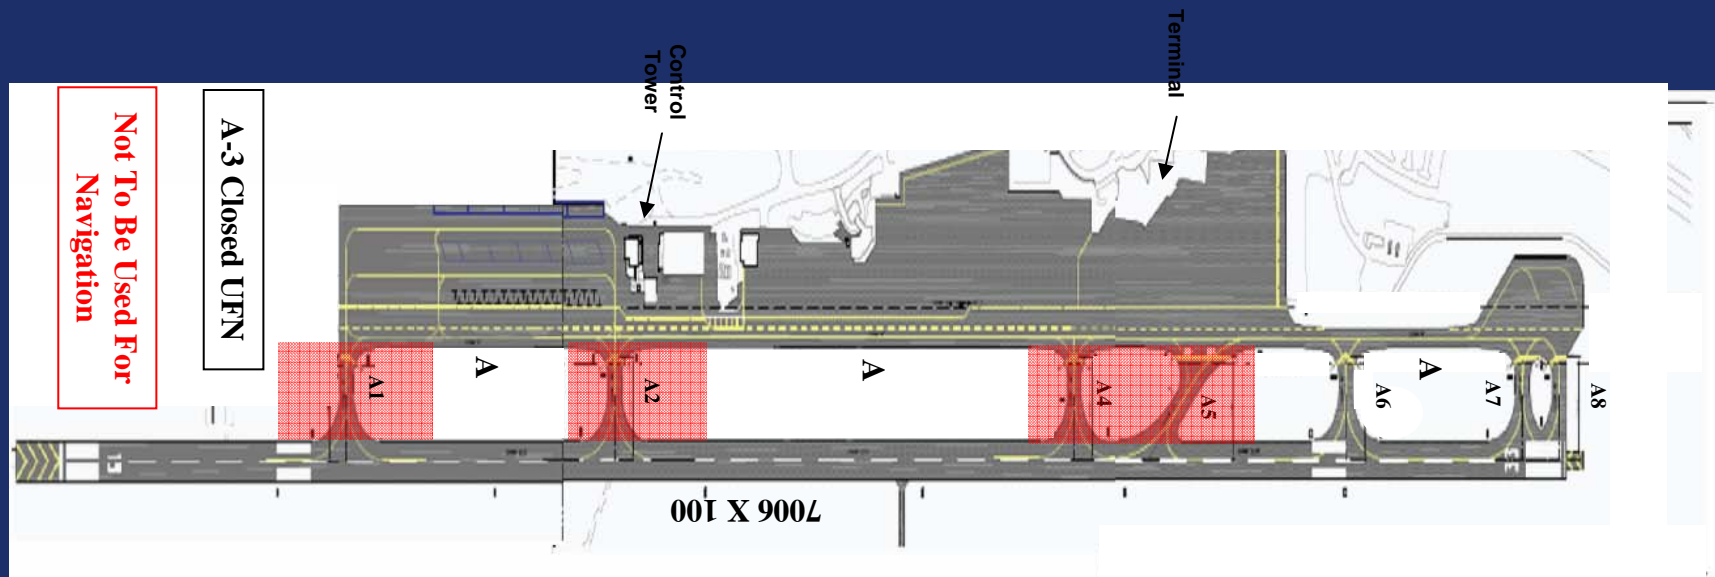 Terminal
Control
Tower
Not To Be Used For
Navigation
A-3 Closed UFN
A
A
A
A1
A2
A4
A5
A6
A7
A8
7006 X 100